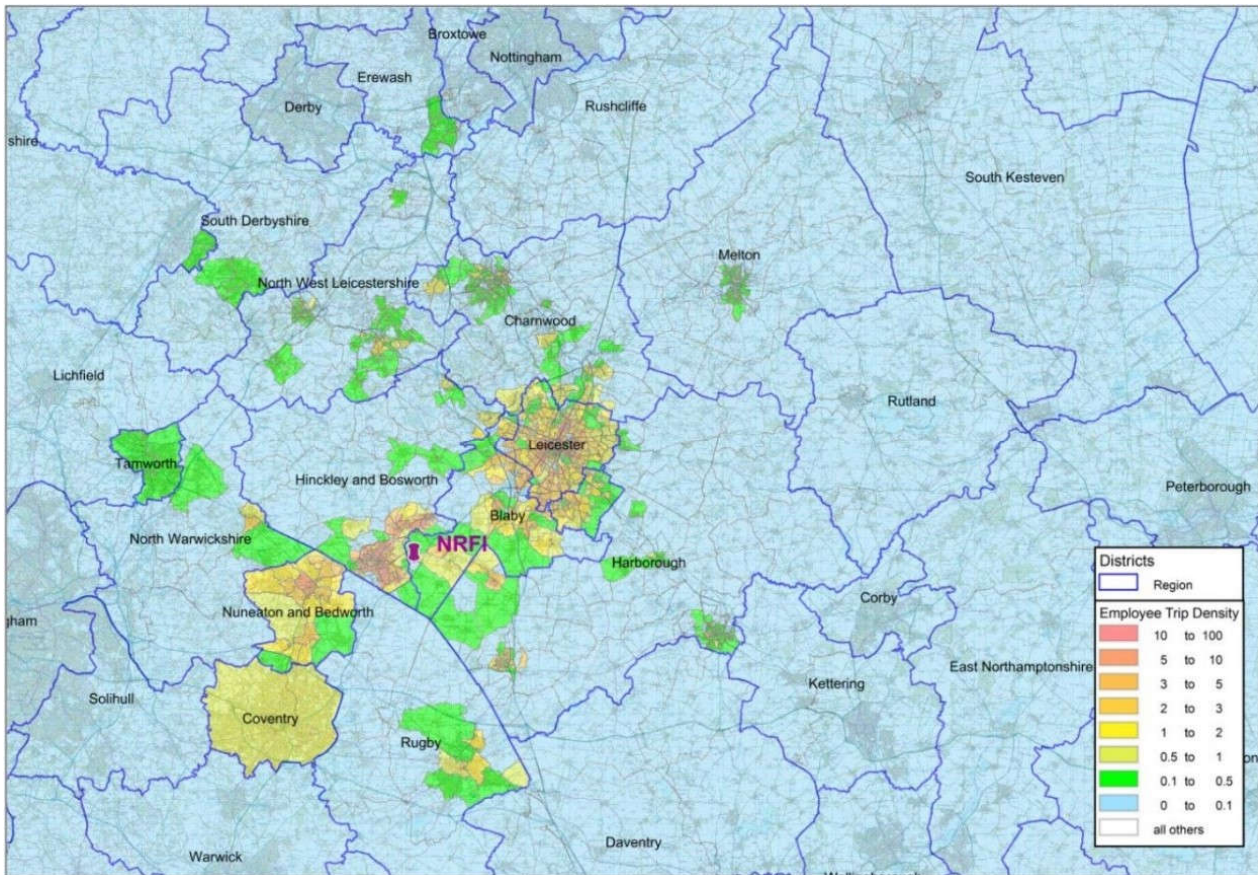 Broxtowe
Nottingham
Erewash
Derby
Rushcliffe
shire
South Kesteven
South Derbyshire
Melton
North West Leicestershire
Charnwood
Lichfield
Rutland
Leicester
Tamworth
Hinckley and Bosworth
Peterborough
Blaby
North Warwickshire
NRFI
Harborough
Corby
Nuneaton and Bedworth
gham
East Northamptonshire
Solihull
Kettering
Coventry
Rugby
Warwick
Daventry
on
Districts
Region
Employee Trip Density
10 to 100
5 to 10
3 to 5
2 to 3
1 to 2
0.5 to 1
0.1 to 0.5
0 to 0.1
all others